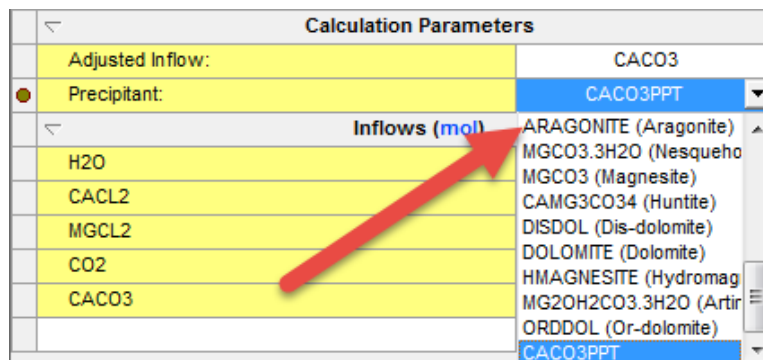 Calculation Parameters
Adjusted Inflow: CACO3
Precipitant: CACO3PPT
Inflows (mol)
H2O
CACL2
MGCL2
CO2
CACO3
ARAGONITE (Aragonite)
MGCO3.3H2O (Nesqueho
MGCO3 (Magnesite)
CAMG3CO34 (Huntite)
DISDOL (Dis-dolomite)
DOLOMITE (Dolomite)
HMAGNESITE (Hydromag
MG2OH2CO3.3H2O (Artir
ORDDOL (Or-dolomite)
CACO3PPT